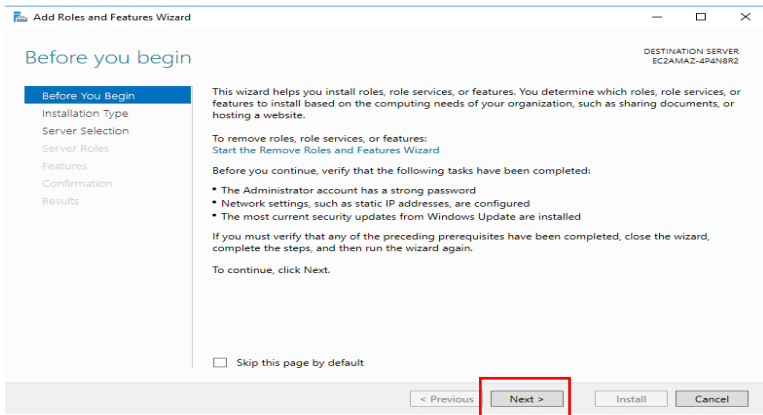 Add Roles and Features Wizard
Before you begin
DESTINATION SERVER
EC2AMAZ-4P4N8R2
Before You Begin
Installation Type
Server Selection
Server Roles
Features
Confirmation
Results
This wizard helps you install roles, role services, or features. You determine which roles, role services, or
features to install based on the computing needs of your organization, such as sharing documents, or
hosting a website.
To remove roles, role services, or features:
Start the Remove Roles and Features Wizard
Before you continue, verify that the following tasks have been completed:
• The Administrator account has a strong password
• Network settings, such as static IP addresses, are configured
• The most current security updates from Windows Update are installed
If you must verify that any of the preceding prerequisites have been completed, close the wizard,
complete the steps, and then run the wizard again.
To continue, click Next.
Skip this page by default
< Previous
Next >
Install
Cancel